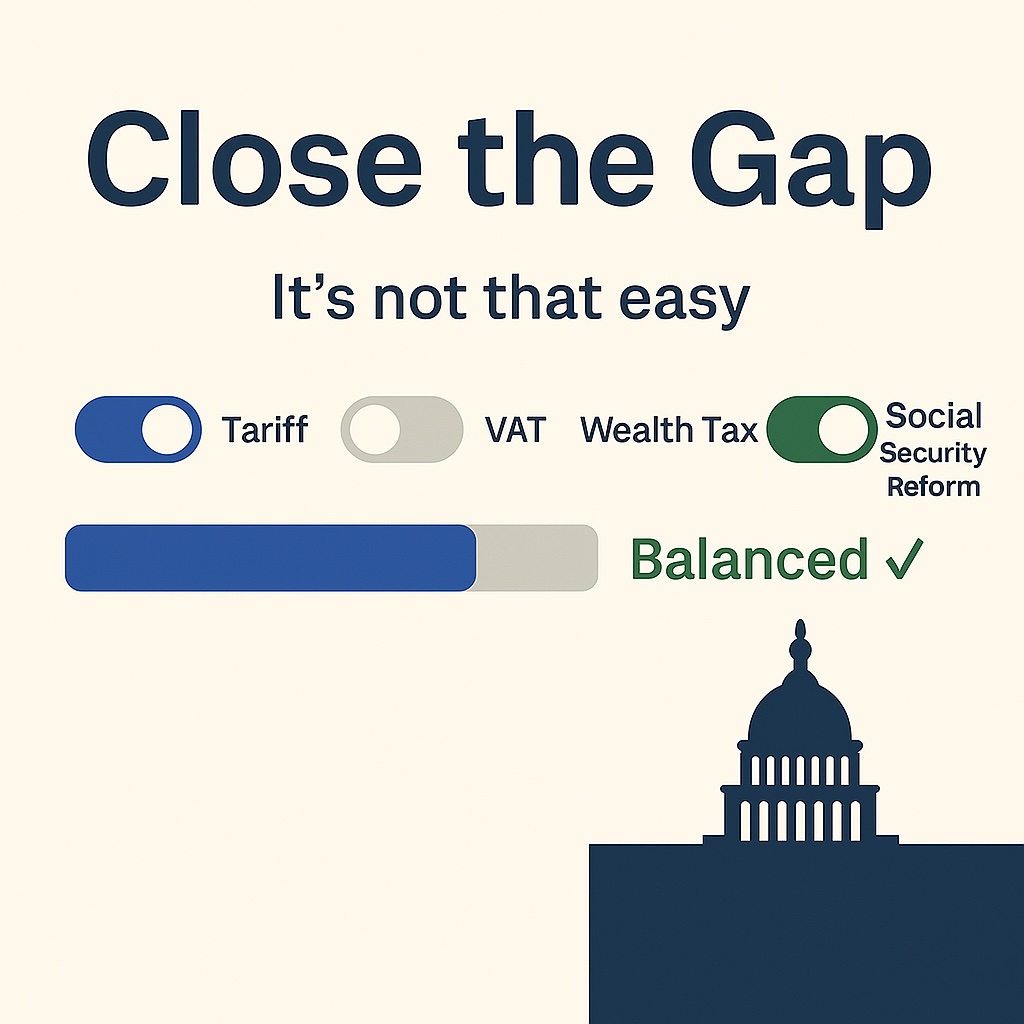 Close the Gap
It’s not that easy
Tariff VAT Wealth Tax Social
Security
Reform
Balanced ✓